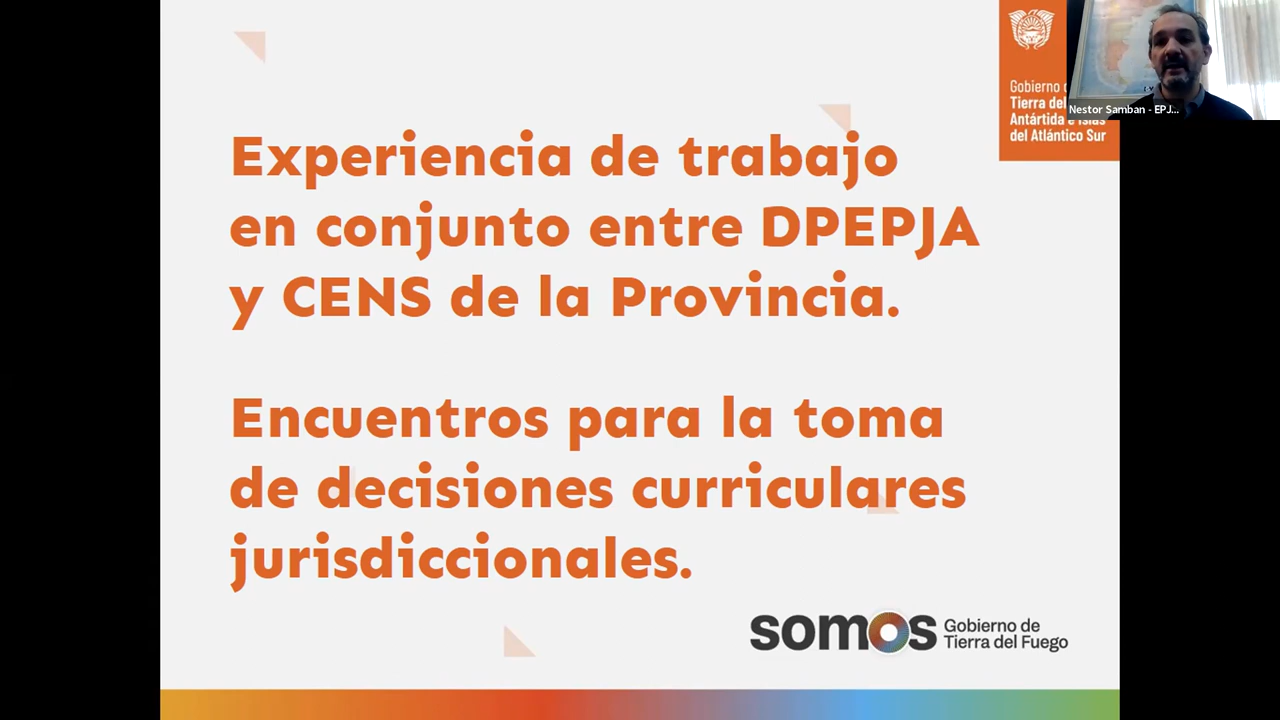 Experiencia de trabajo
en conjunto entre DPEPJA
y CENS de la Provincia.
Encuentros para la toma
de decisiones curriculares
jurisdiccionales.
Gobierno
Tierra del
Antártida e Islas
del Atlántico Sur
Nestor Samban - EPJ...
somos
Gobierno de
Tierra del Fuego